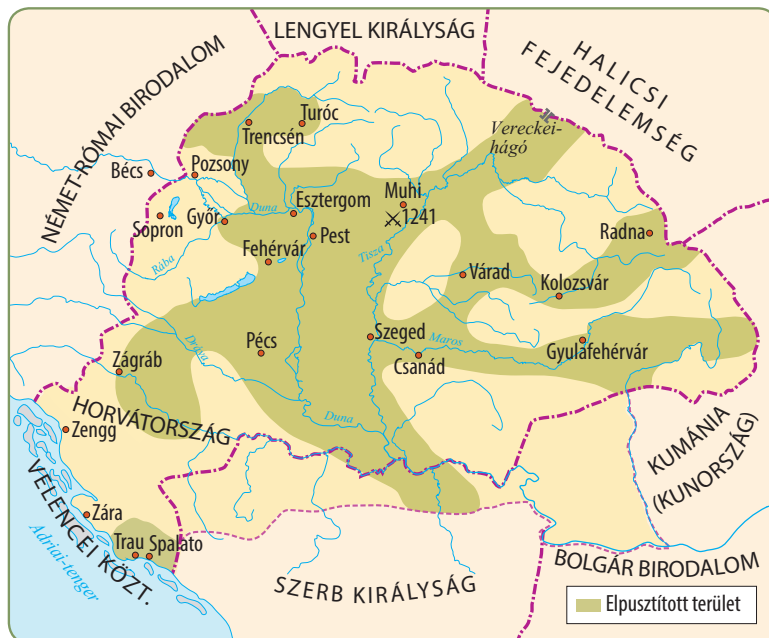 LENGYEL KIRÁLYSÁG
HALICSI
FEJEDELEMSÉG
NÉMET-RÓMAI BIRODALOM
Turóc
Trencsén
Vereckei-
hágó
Bécs
Pozsony
Muhi
1241
Esztergom
Duna
Győr
Sopron
Pest
Radna
Rába
Fehérvár
Tisza
Várad
Kolozsvár
Szeged
Maros
Gyulafehérvár
Csanád
Pécs
Dráva
Zágráb
Duna
HORVÁTORSZÁG
Zengg
KUMÁNIA
(KUNORSZÁG)
VELENCEI KÖZT.
Zára
Adriai-tenger
Trau
Spalato
SZERB KIRÁLYSÁG
BOLGÁR BIRODALOM
Elpusztított terület